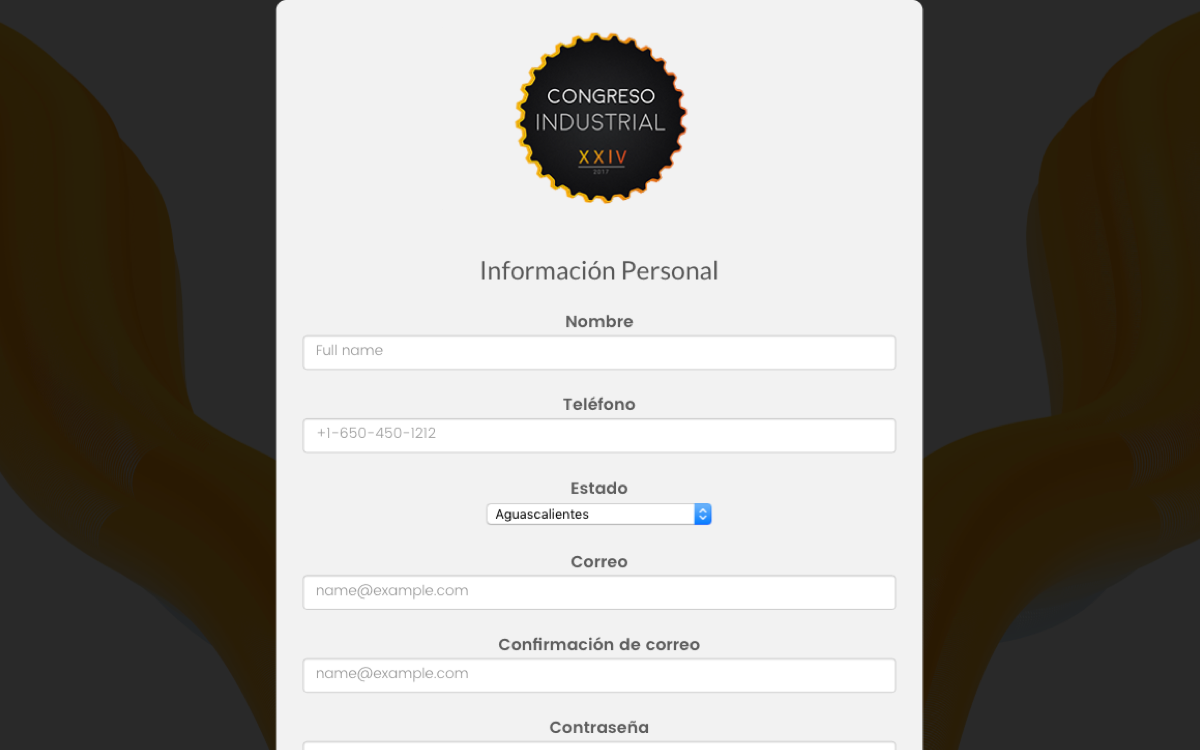 CONGRESO
INDUSTRIAL
XXIV
2017
Información Personal
Nombre
Full name
Teléfono
+1-650-450-1212
Estado
Aguascalientes
Correo
name@example.com
Confirmación de correo
name@example.com
Contraseña